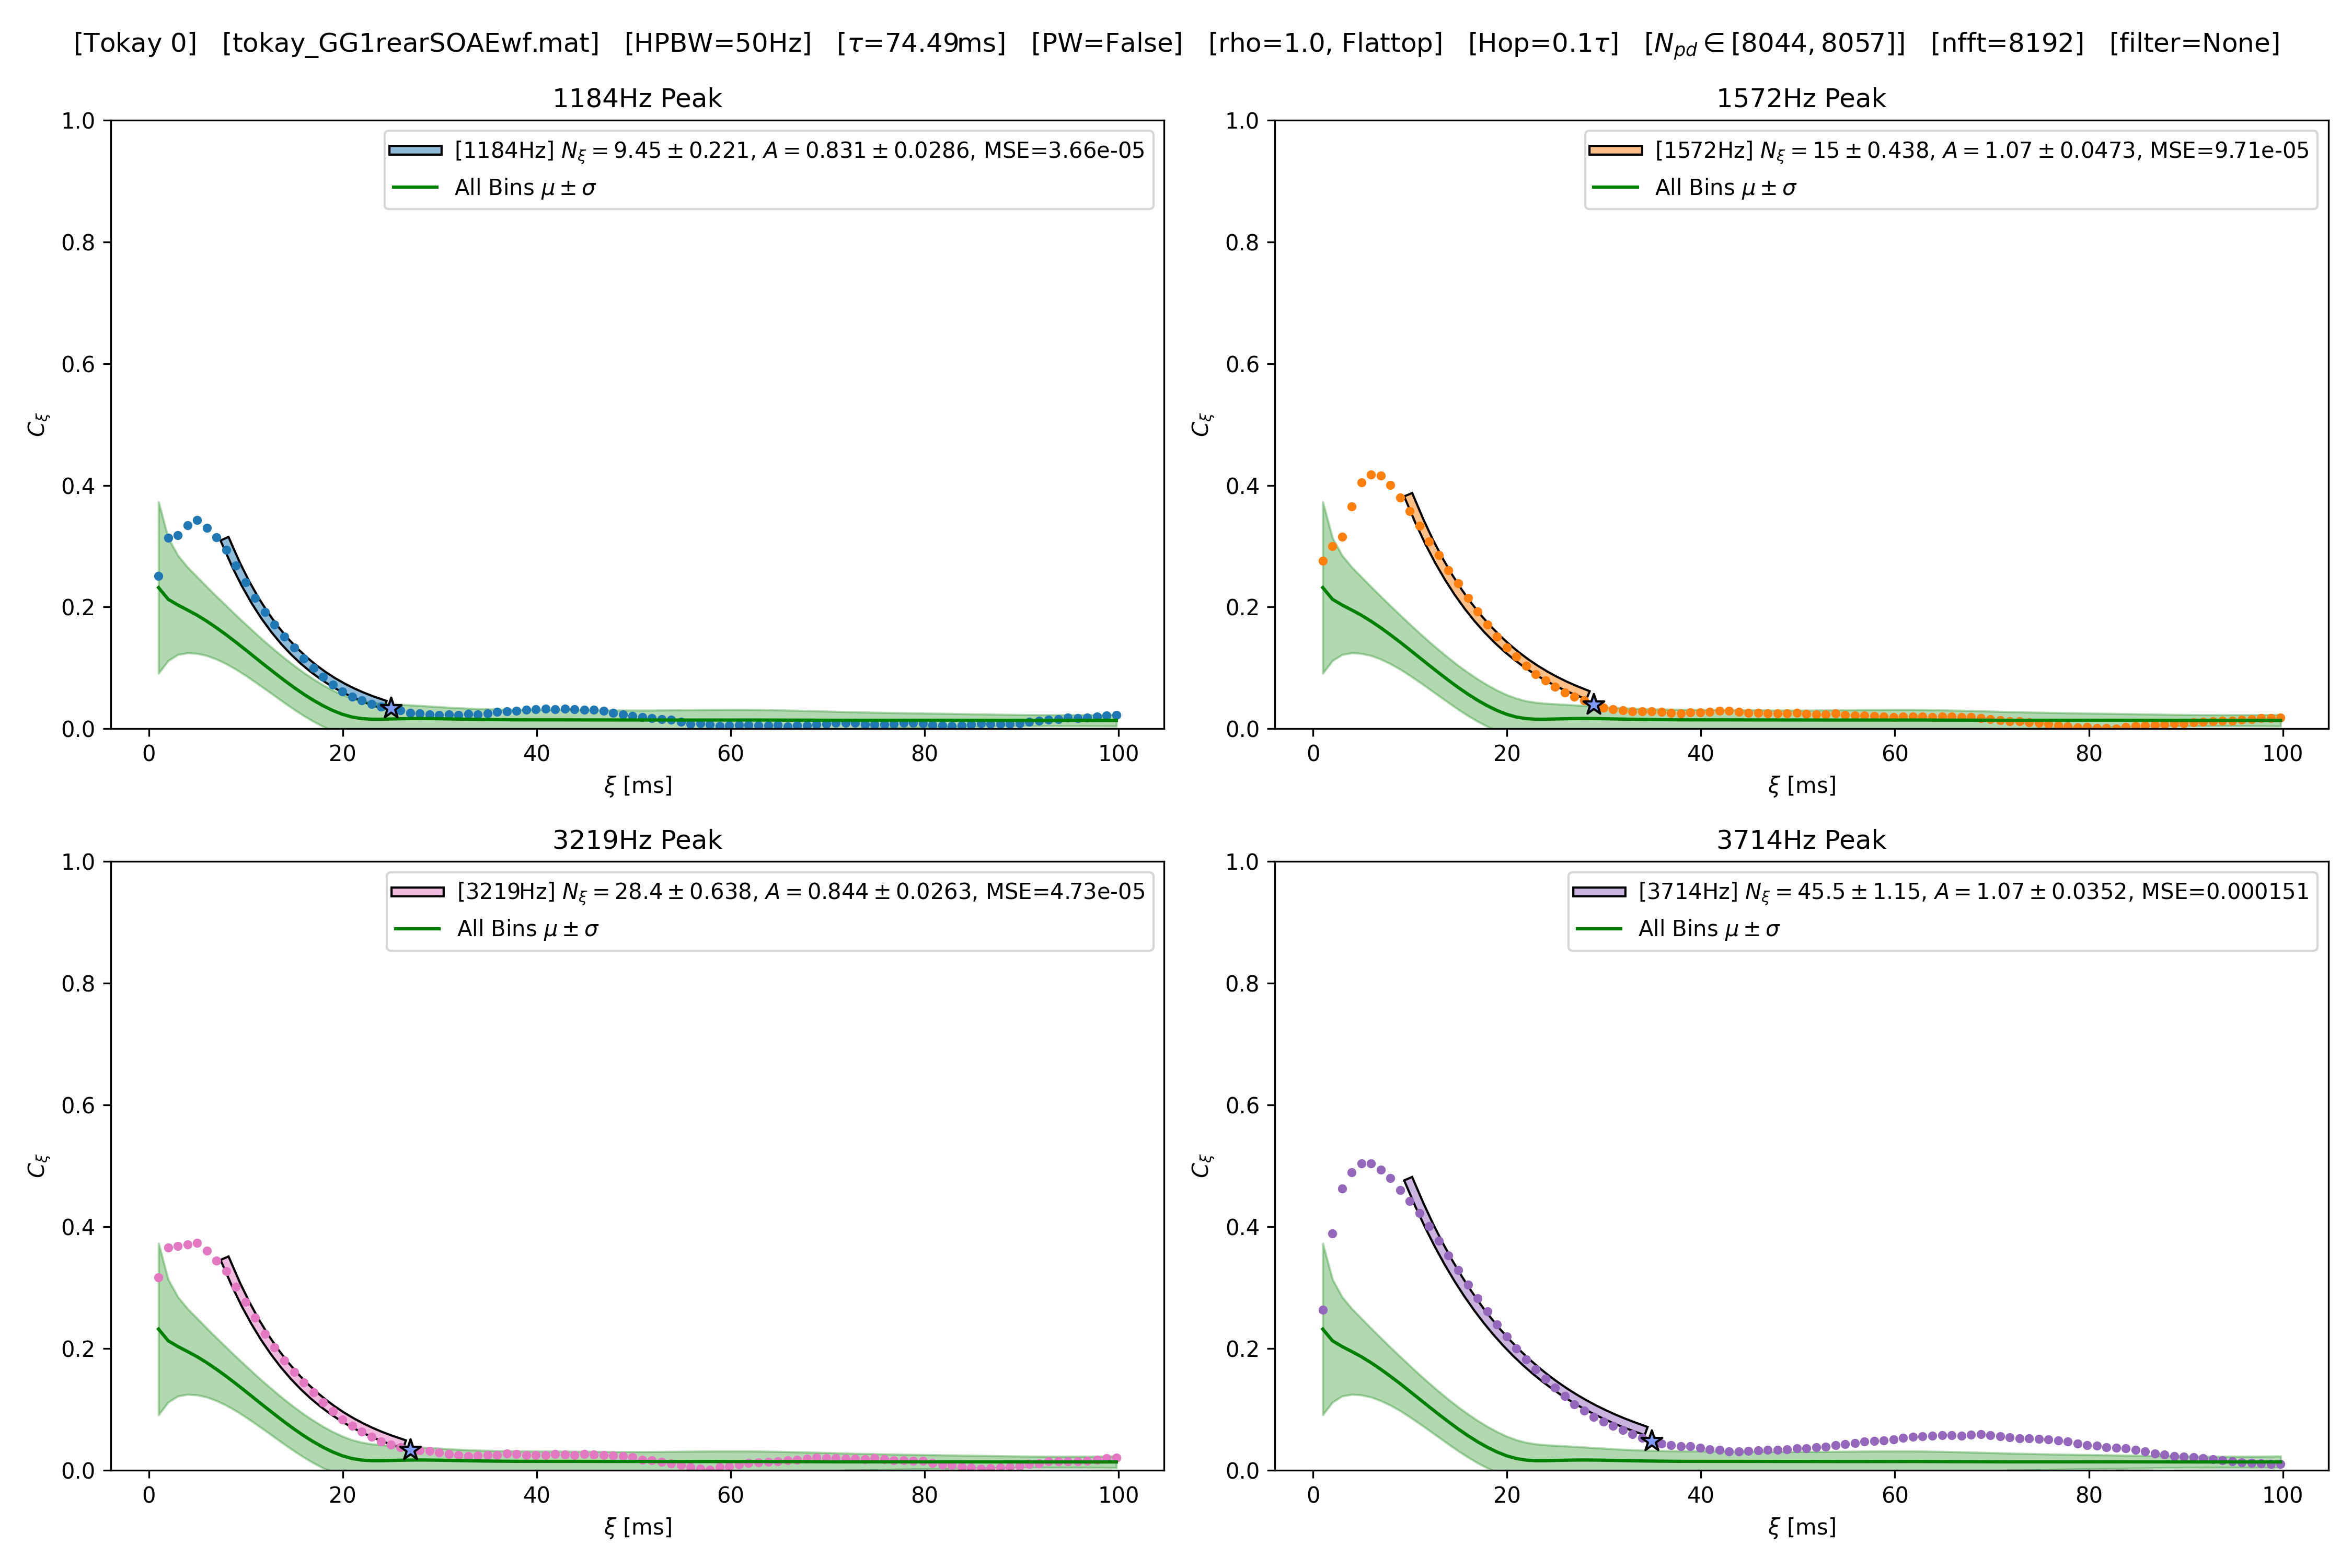 [Tokay 0] [tokay_GG1rearSOAEwf.mat] [HPBW=50Hz] [τ=74.49ms] [PW=False] [rho=1.0, Flattop] [Hop=0.1τ] [N_pd ∈ [8044, 8057]] [nfft=8192] [filter=None]
1184Hz Peak
[1184Hz] N_ξ = 9.45 ± 0.221, A = 0.831 ± 0.0286, MSE=3.66e-05
All Bins μ ± σ
1.0
0.8
0.6
0.4
0.2
0.0
C_ξ
0 20 40 60 80 100
ξ [ms]
1572Hz Peak
[1572Hz] N_ξ = 15 ± 0.438, A = 1.07 ± 0.0473, MSE=9.71e-05
All Bins μ ± σ
1.0
0.8
0.6
0.4
0.2
0.0
C_ξ
0 20 40 60 80 100
ξ [ms]
3219Hz Peak
[3219Hz] N_ξ = 28.4 ± 0.638, A = 0.844 ± 0.0263, MSE=4.73e-05
All Bins μ ± σ
1.0
0.8
0.6
0.4
0.2
0.0
C_ξ
0 20 40 60 80 100
ξ [ms]
3714Hz Peak
[3714Hz] N_ξ = 45.5 ± 1.15, A = 1.07 ± 0.0352, MSE=0.000151
All Bins μ ± σ
1.0
0.8
0.6
0.4
0.2
0.0
C_ξ
0 20 40 60 80 100
ξ [ms]